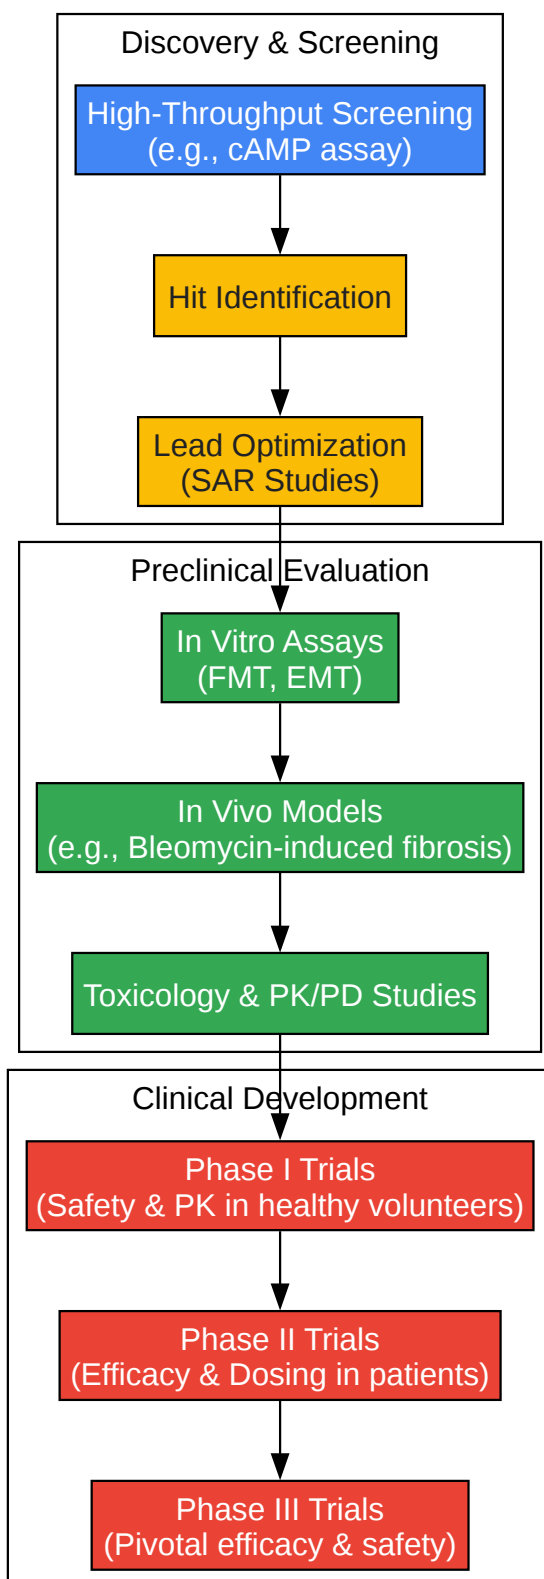 Discovery & Screening
High-Throughput Screening
(e.g., cAMP assay)
Hit Identification
Lead Optimization
(SAR Studies)
Preclinical Evaluation
In Vitro Assays
(FMT, EMT)
In Vivo Models
(e.g., Bleomycin-induced fibrosis)
Toxicology & PK/PD Studies
Clinical Development
Phase I Trials
(Safety & PK in healthy volunteers)
Phase II Trials
(Efficacy & Dosing in patients)
Phase III Trials
(Pivotal efficacy & safety)